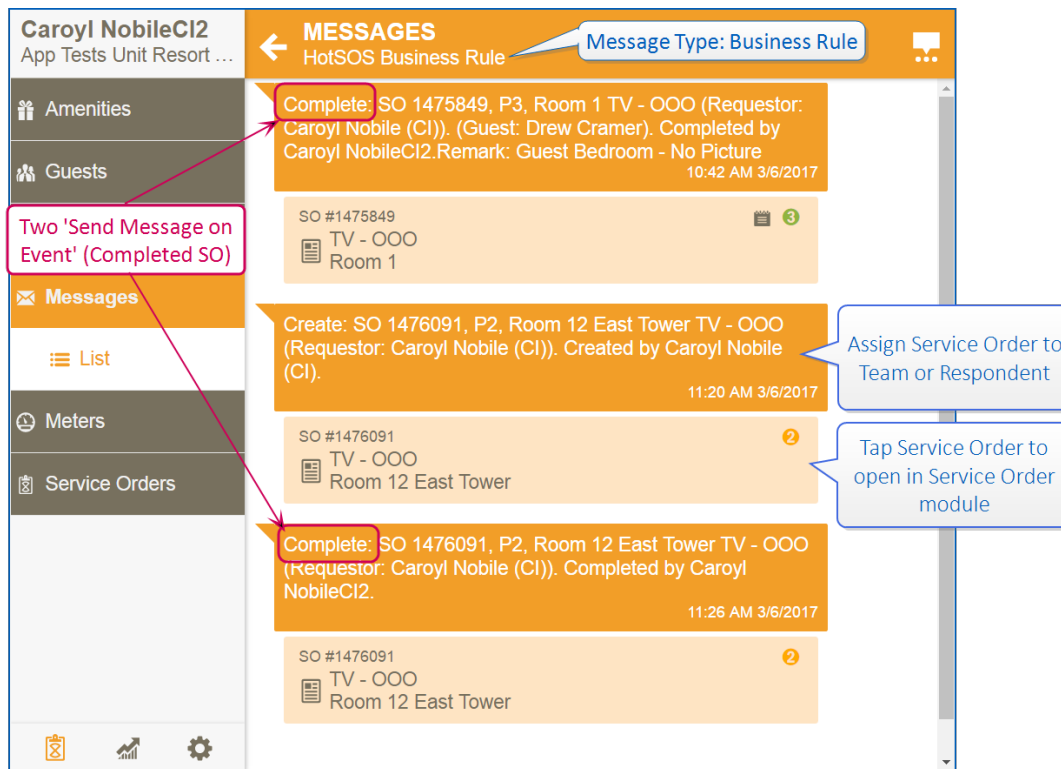 Caroyl NobileCI2
App Tests Unit Resort ...
MESSAGES
HotSOS Business Rule
Message Type: Business Rule
Amenities
Guests
Two 'Send Message on
Event' (Completed SO)
Messages
List
Meters
Service Orders
Complete: SO 1475849, P3, Room 1 TV - OOO (Requestor:
Caroyl Nobile (CI)). (Guest: Drew Cramer). Completed by
Caroyl NobileCI2.Remark: Guest Bedroom - No Picture
10:42 AM 3/6/2017
SO #1475849
3
TV - OOO
Room 1
Create: SO 1476091, P2, Room 12 East Tower TV - OOO
(Requestor: Caroyl Nobile (CI)). Created by Caroyl Nobile
(CI).
11:20 AM 3/6/2017
Assign Service Order to
Team or Respondent
SO #1476091
2
TV - OOO
Room 12 East Tower
Tap Service Order to
open in Service Order
module
Complete: SO 1476091, P2, Room 12 East Tower TV - OOO
(Requestor: Caroyl Nobile (CI)). Completed by Caroyl
NobileCI2.
11:26 AM 3/6/2017
SO #1476091
2
TV - OOO
Room 12 East Tower